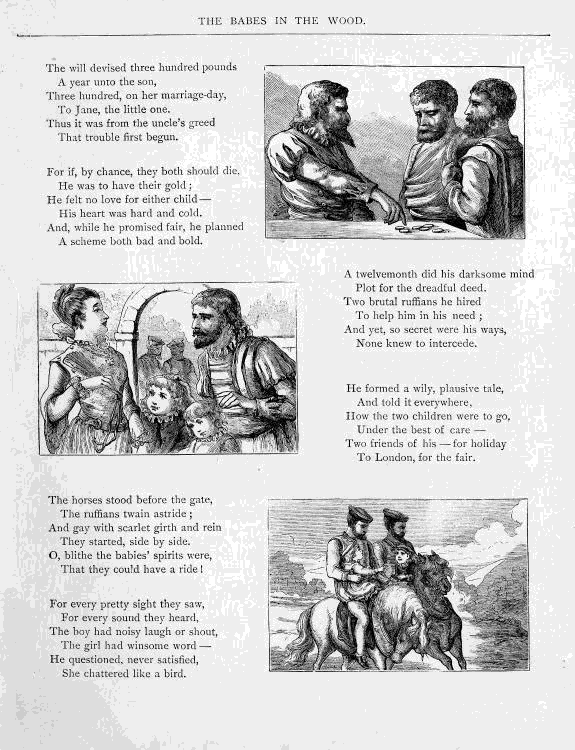 THE BABES IN THE WOOD.
The will devised three hundred pounds
A year unto the son,
Three hundred, on her marriage-day,
To Jane, the little one.
Thus it was from the uncle's greed
That trouble first begun.
For if, by chance, they both should die,
He was to have their gold ;
He felt no love for either child —
His heart was hard and cold.
And, while he promised fair, he planned
A scheme both bad and bold.
A twelvemonth did his darksome mind
Plot for the dreadful deed.
Two brutal ruffians he hired
To help him in his need ;
And yet, so secret were his ways,
None knew to intercede.
He formed a wily, plausive tale,
And told it everywhere,
How the two children were to go,
Under the best of care —
Two friends of his — for holiday
To London, for the fair.
The horses stood before the gate,
The ruffians twain astride ;
And gay with scarlet girth and rein
They started, side by side.
O, blithe the babies' spirits were,
That they could have a ride !
For every pretty sight they saw,
For every sound they heard,
The boy had noisy laugh or shout,
The girl had winsome word —
He questioned, never satisfied,
She chattered like a bird.